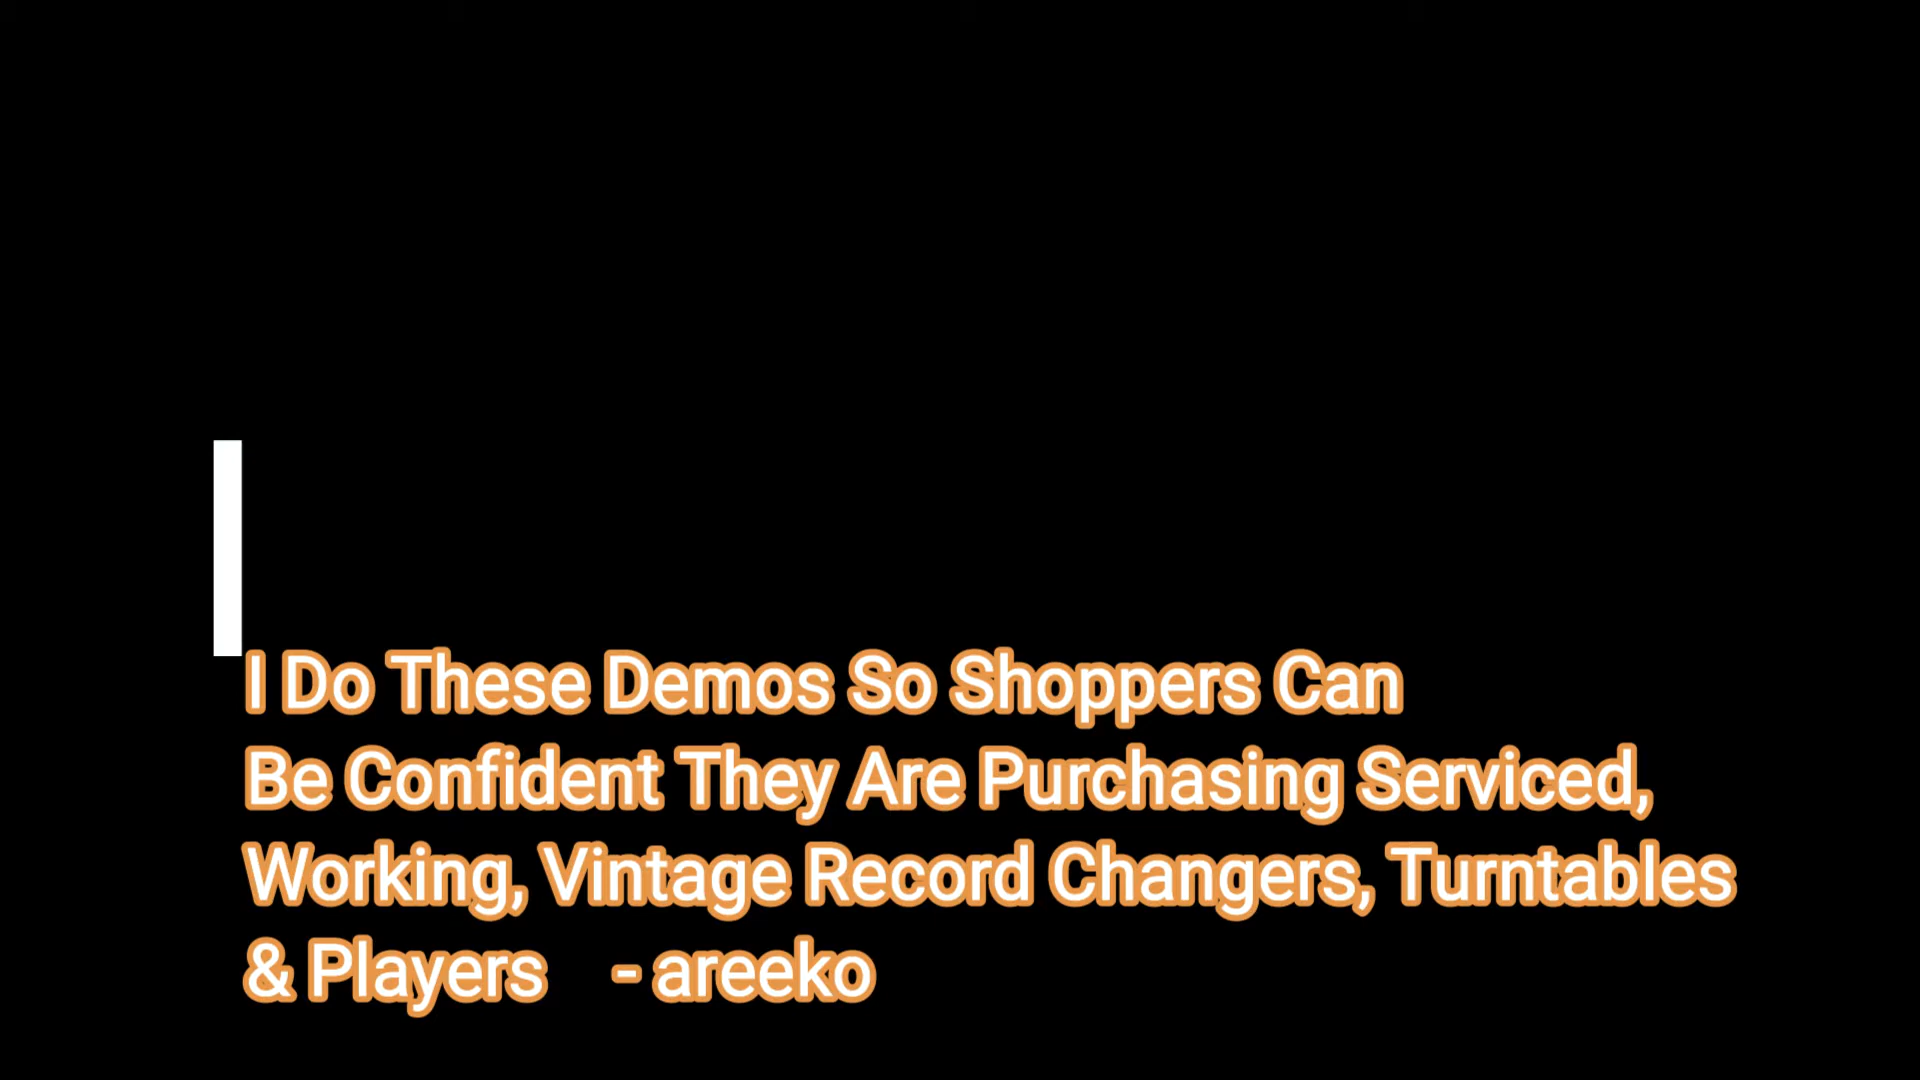 I Do These Demos So Shoppers Can
Be Confident They Are Purchasing Serviced,
Working, Vintage Record Changers, Turntables
& Players - areeko